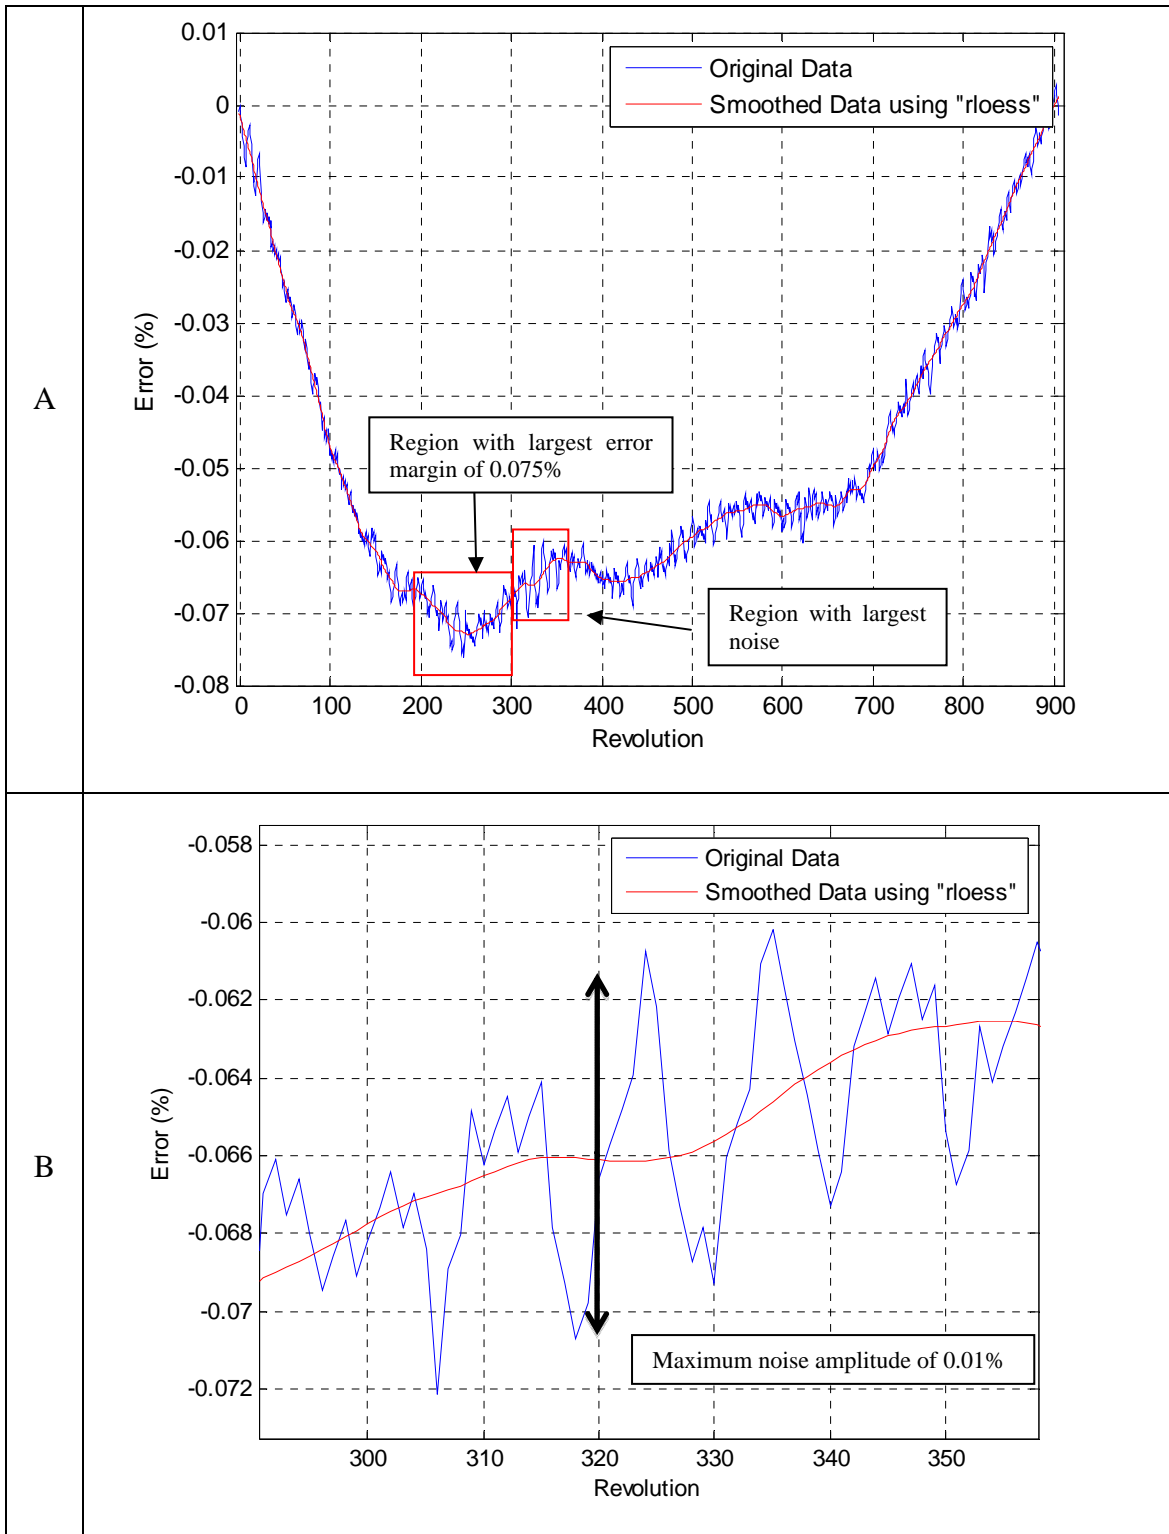 A
0.01
0
-0.01
-0.02
-0.03
-0.04
-0.05
-0.06
-0.07
-0.08
Error (%)
Original Data
Smoothed Data using "rloess"
Region with largest error
margin of 0.075%
Region with largest
noise
0 100 200 300 400 500 600 700 800 900
Revolution
B
-0.058
-0.06
-0.062
-0.064
-0.066
-0.068
-0.07
-0.072
Error (%)
Original Data
Smoothed Data using "rloess"
Maximum noise amplitude of 0.01%
300 310 320 330 340 350
Revolution